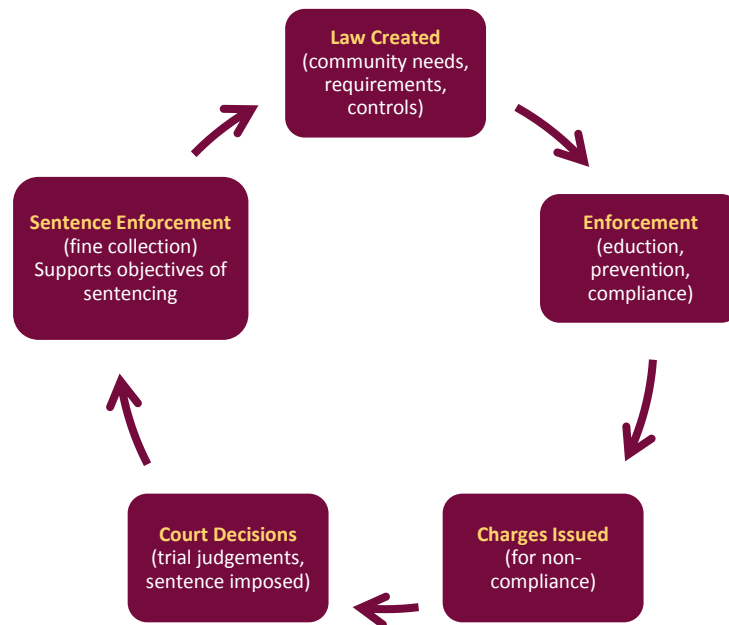 Law Created
(community needs,
requirements,
controls)
Enforcement
(eduction,
prevention,
compliance)
Charges Issued
(for non-
compliance)
Court Decisions
(trial judgements,
sentence imposed)
Sentence Enforcement
(fine collection)
Supports objectives of
sentencing